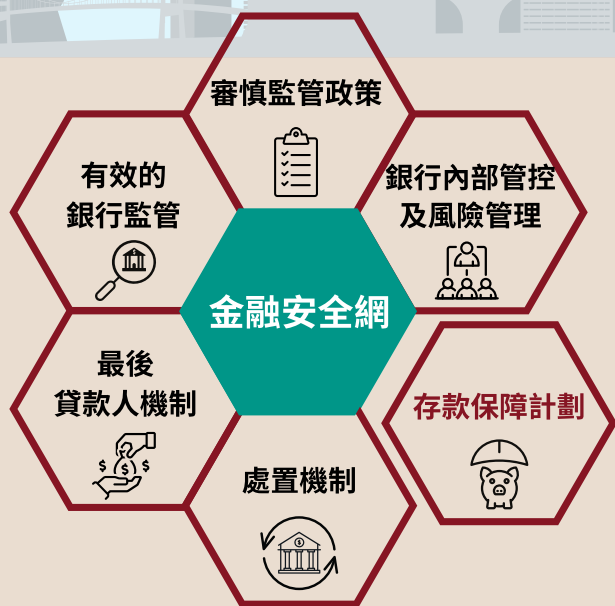 審慎監管政策
有效的
銀行監管
銀行內部管控
及風險管理
金融安全網
最後
貸款人機制
存款保障計劃
處置機制